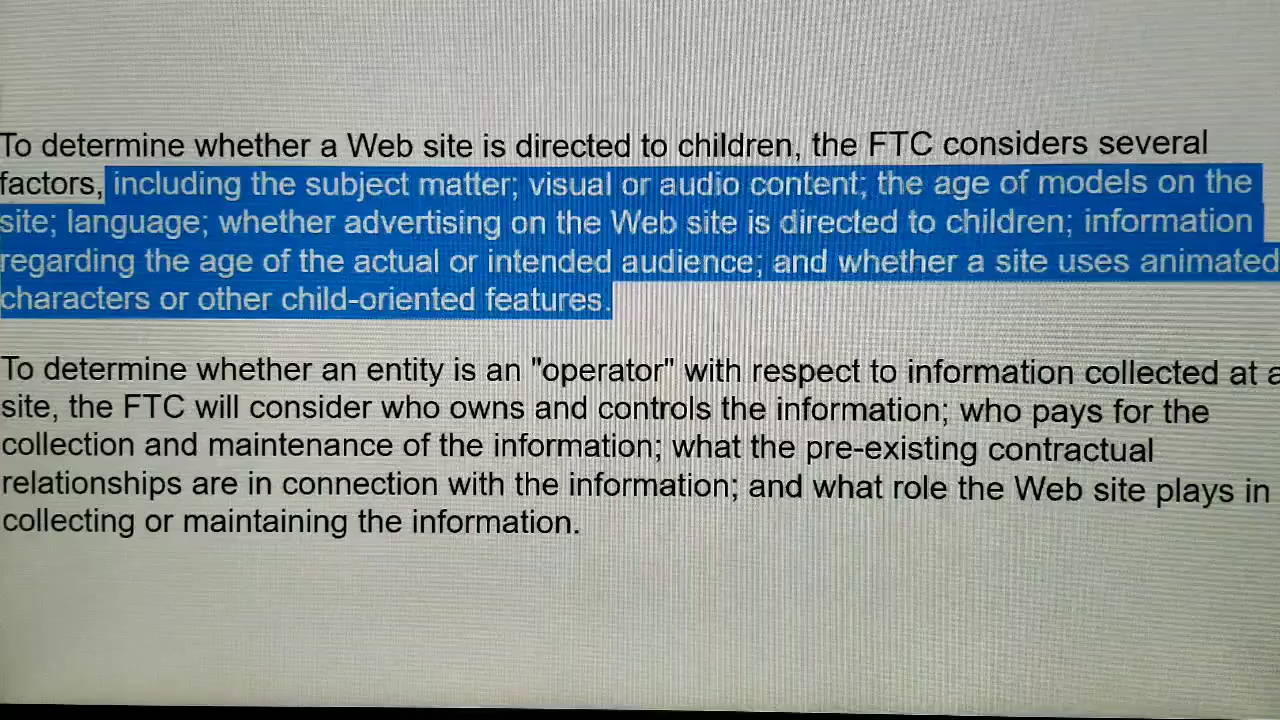 To determine whether a Web site is directed to children, the FTC considers several
factors, including the subject matter; visual or audio content; the age of models on the
site; language; whether advertising on the Web site is directed to children; information
regarding the age of the actual or intended audience; and whether a site uses animated
characters or other child-oriented features.
To determine whether an entity is an "operator" with respect to information collected at a
site, the FTC will consider who owns and controls the information; who pays for the
collection and maintenance of the information; what the pre-existing contractual
relationships are in connection with the information; and what role the Web site plays in
collecting or maintaining the information.